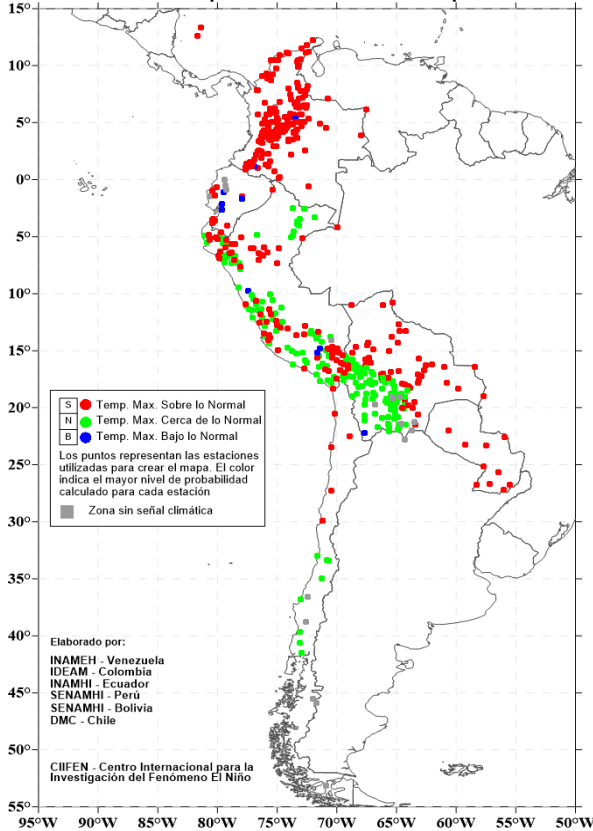 15°
10°
5°
0°
5°
10°
15°
20°
25°
30°
35°
40°
45°
50°
55°
S Temp. Max. Sobre lo Normal
N Temp. Max. Cerca de lo Normal
B Temp. Max. Bajo lo Normal
Los puntos representan las estaciones
utilizadas para crear el mapa. El color
indica el mayor nivel de probabilidad
calculado para cada estación
Zona sin señal climática
Elaborado por:
INAMEH - Venezuela
IDEAM - Colombia
INAMHI - Ecuador
SENAMHI - Perú
SENAMHI - Bolivia
DMC - Chile
CIIFEN - Centro Internacional para la
Investigación del Fenómeno El Niño
95°W 90°W 85°W 80°W 75°W 70°W 65°W 60°W 55°W 50°W